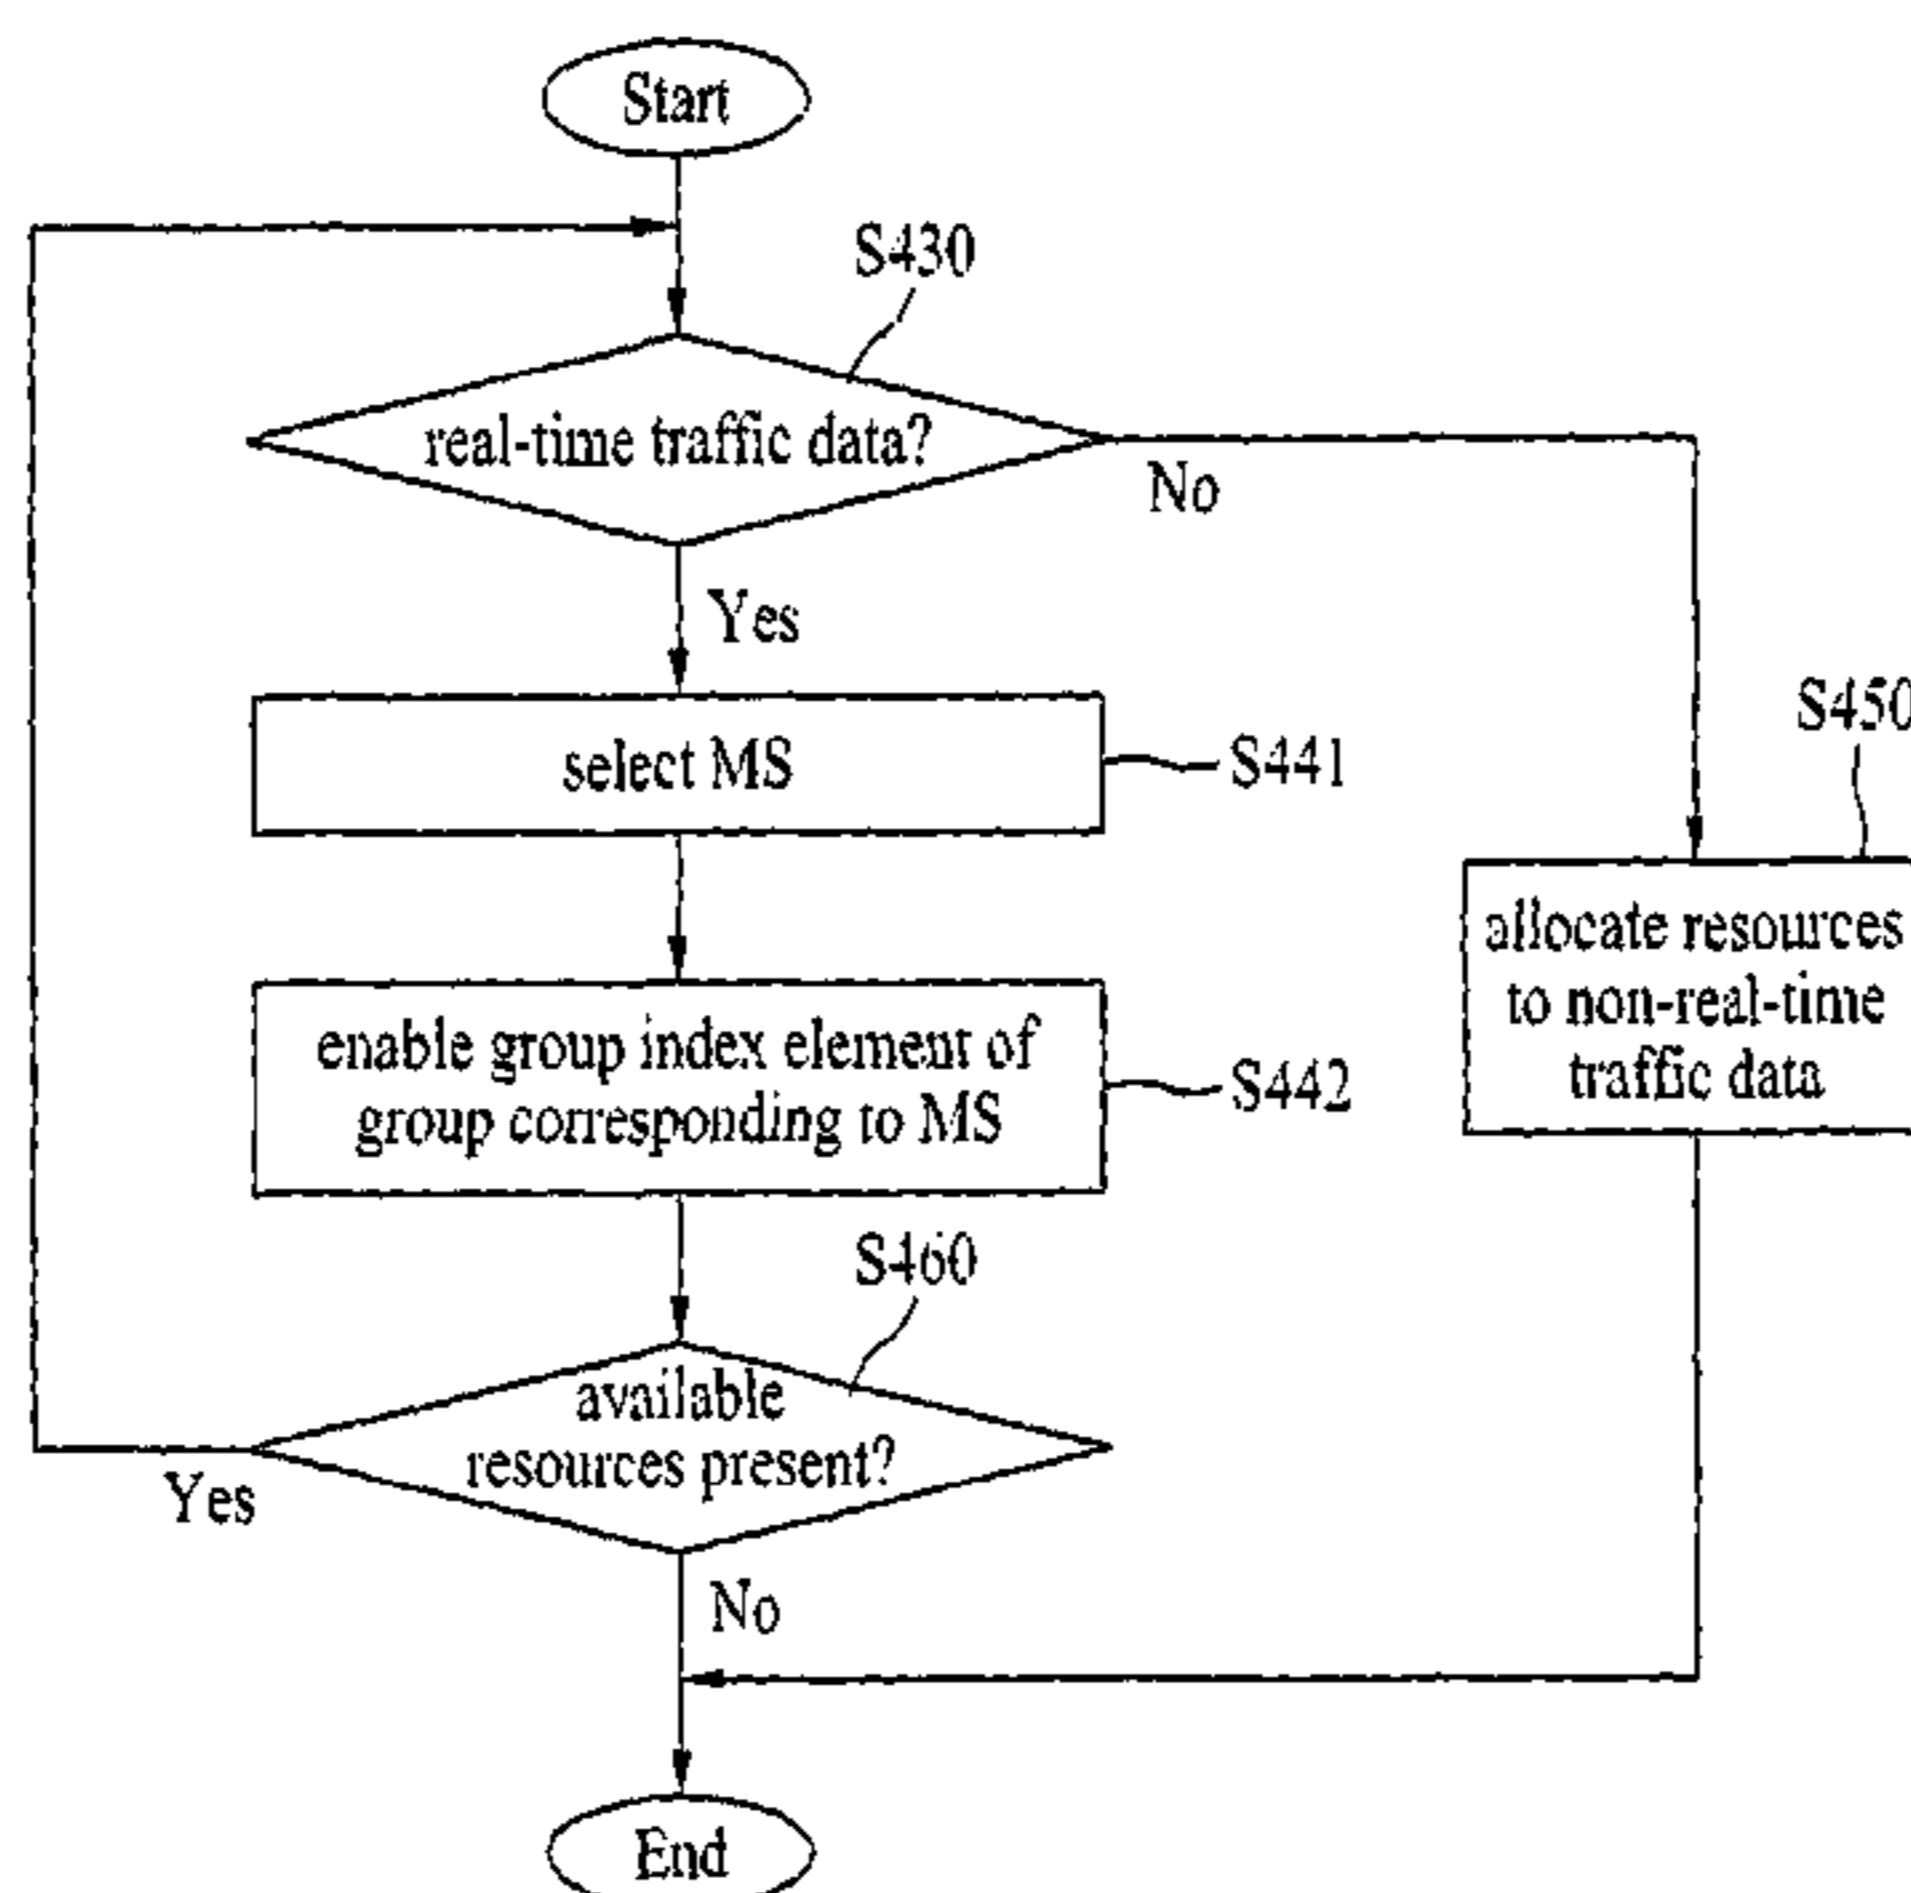 Start
S430
real-time traffic data?
No
Yes
S450
select MS
S441
allocate resources
to non-real-time
traffic data
enable group index element of
group corresponding to MS
S442
S460
available
resources present?
Yes
No
End